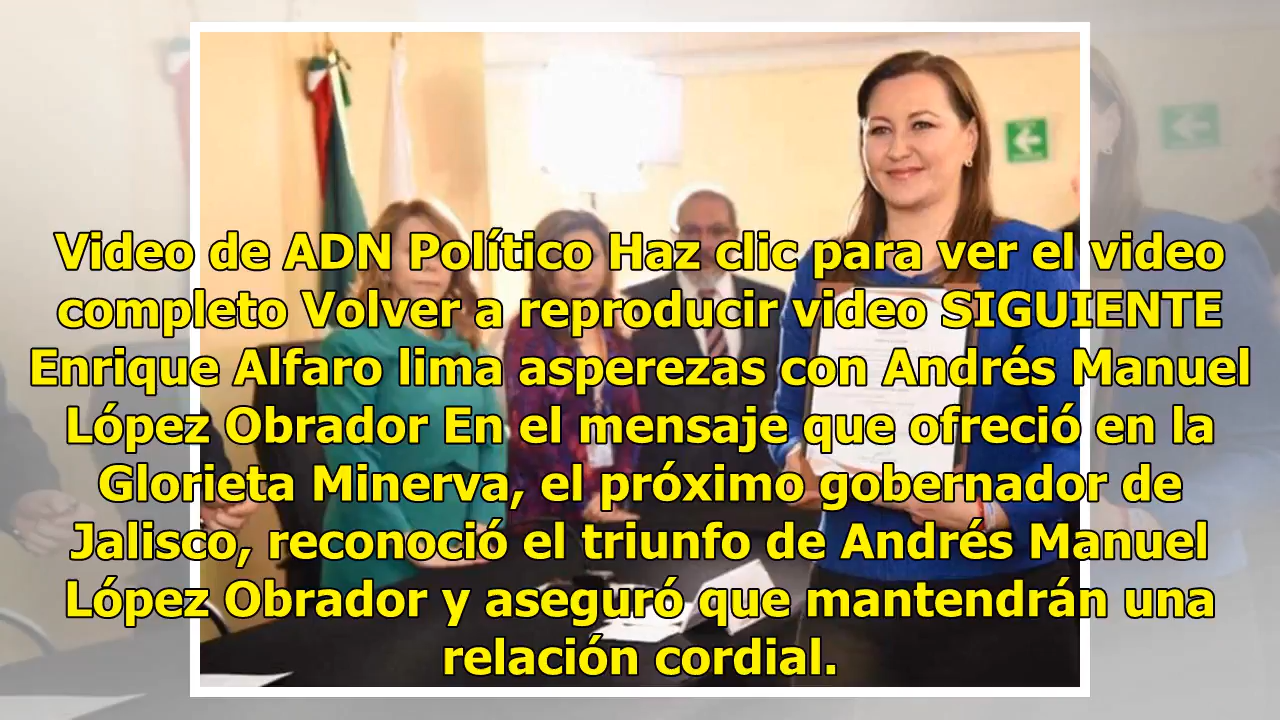 Video de ADN Político Haz clic para ver el video
completo Volver a reproducir video SIGUIENTE
Enrique Alfaro lima asperezas con Andrés Manuel
López Obrador En el mensaje que ofreció en la
Glorieta Minerva, el próximo gobernador de
Jalisco, reconoció el triunfo de Andrés Manuel
López Obrador y aseguró que mantendrán una
relación cordial.